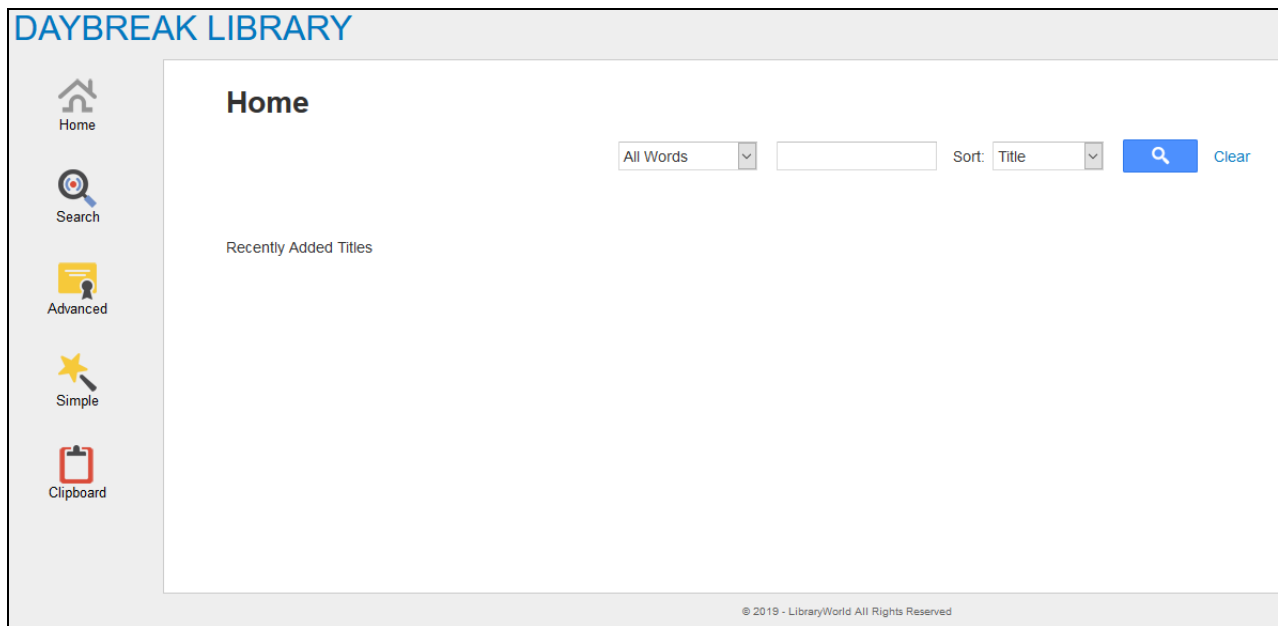 DAYBREAK LIBRARY
Home
Home
All Words
Sort: Title
Clear
Search
Recently Added Titles
Advanced
Simple
Clipboard
© 2019 - LibraryWorld All Rights Reserved